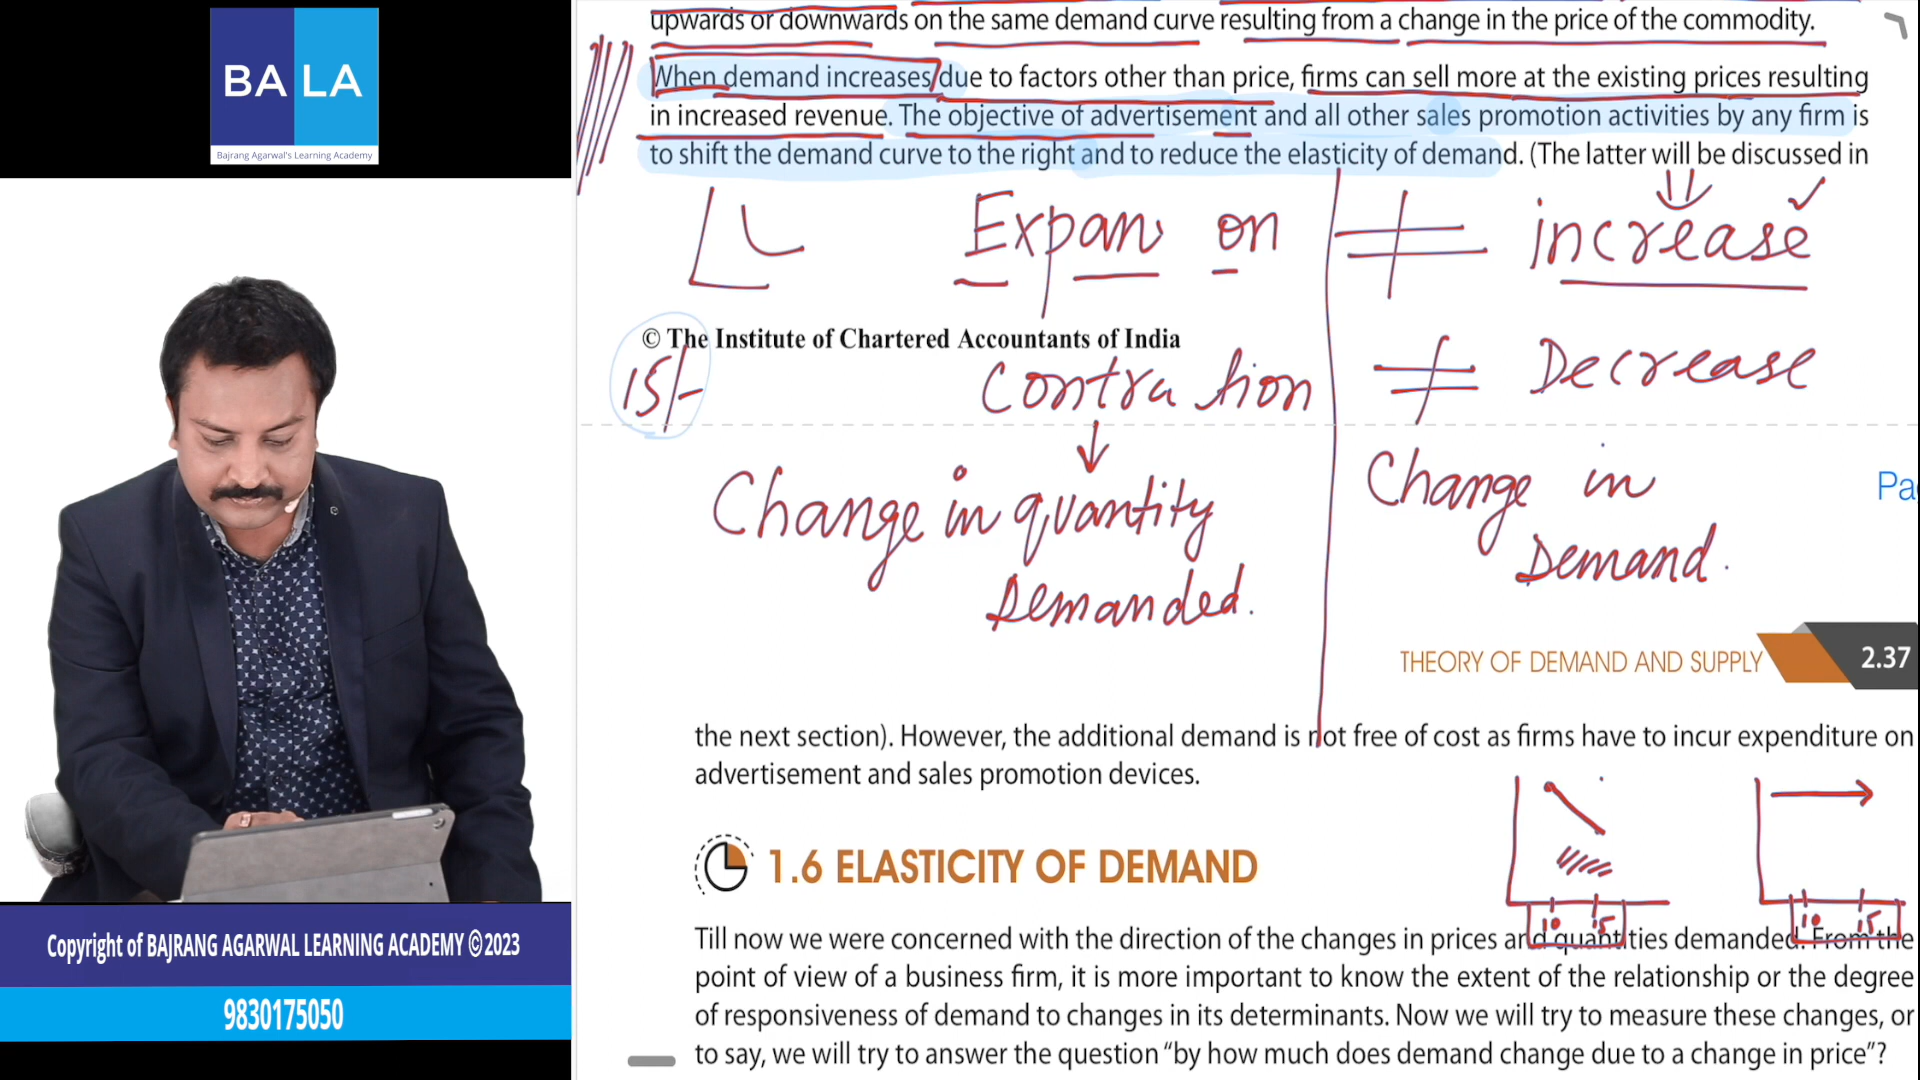 BA LA
Bajrang Agarwal's Learning Academy
upwards or downwards on the same demand curve resulting from a change in the price of the commodity.
When demand increases due to factors other than price, firms can sell more at the existing prices resulting
in increased revenue. The objective of advertisement and all other sales promotion activities by any firm is
to shift the demand curve to the right and to reduce the elasticity of demand. (The latter will be discussed in
Expan on ≠ increase
© The Institute of Chartered Accountants of India
15/-
Contra tion ≠ Decrease
Change in quantity
Demanded.
Change in
Demand.
Pa
THEORY OF DEMAND AND SUPPLY 2.37
the next section). However, the additional demand is not free of cost as firms have to incur expenditure on
advertisement and sales promotion devices.
1.6 ELASTICITY OF DEMAND
10 15
10 15
Till now we were concerned with the direction of the changes in prices and quantities demanded. From the
point of view of a business firm, it is more important to know the extent of the relationship or the degree
of responsiveness of demand to changes in its determinants. Now we will try to measure these changes, or
to say, we will try to answer the question "by how much does demand change due to a change in price"?
Copyright of BAJRANG AGARWAL LEARNING ACADEMY ©2023
9830175050